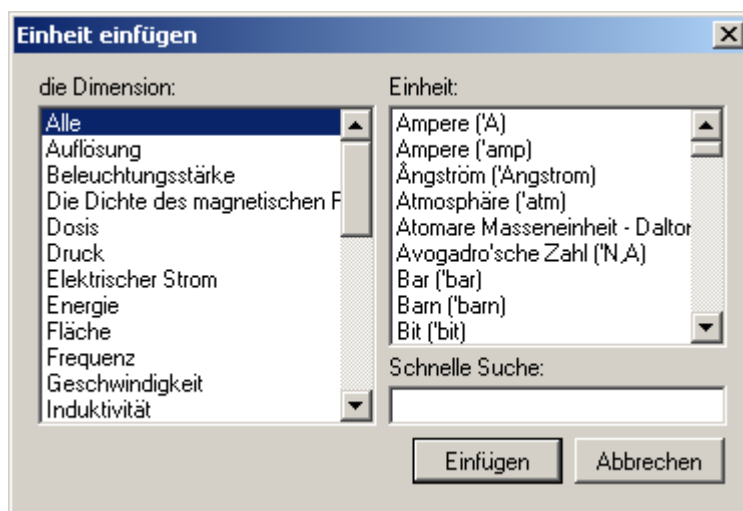 Einheit einfügen
die Dimension:
Alle
Auflösung
Beleuchtungsstärke
Die Dichte des magnetischen F
Dosis
Druck
Elektrischer Strom
Energie
Fläche
Frequenz
Geschwindigkeit
Induktivität
Einheit:
Ampere ('A)
Ampere ('amp)
Ångström ('Angstrom)
Atmosphäre ('atm)
Atomare Masseneinheit - Dalton
Avogadro'sche Zahl ('N,A)
Bar ('bar)
Barn ('barn)
Bit ('bit)
Schnelle Suche:
Einfügen
Abbrechen